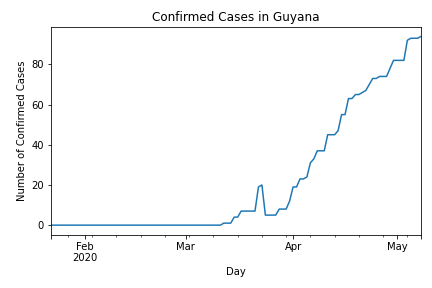 Confirmed Cases in Guyana
Number of Confirmed Cases
80
60
40
20
0
Feb
2020
Mar
Apr
May
Day